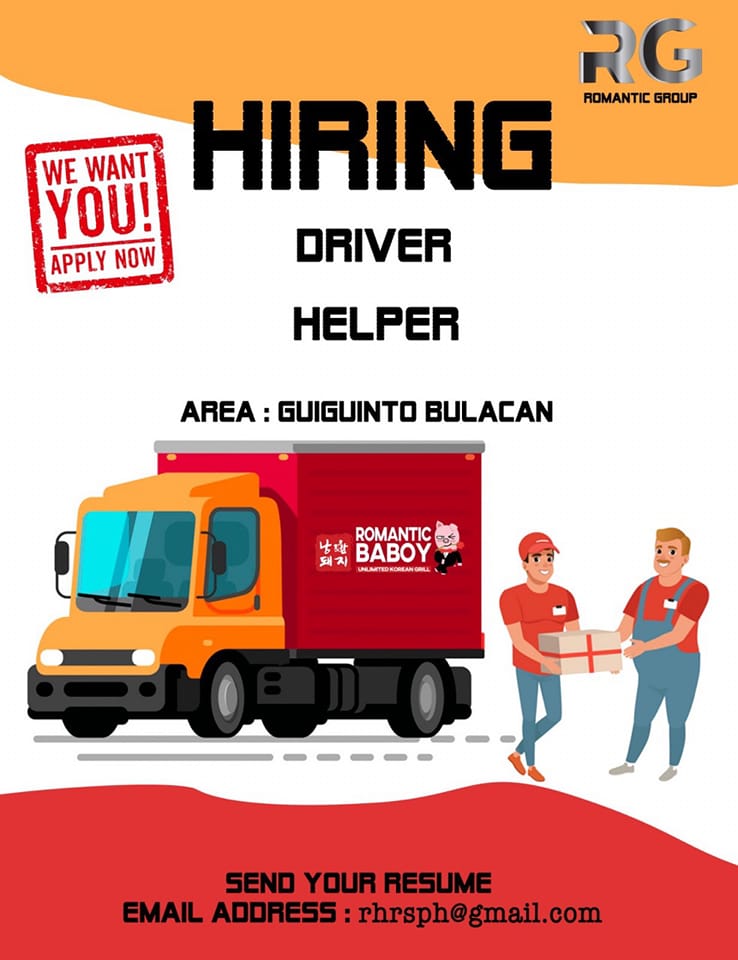 RG
ROMANTIC GROUP
HIRING
WE WANT
YOU!
APPLY NOW
DRIVER
HELPER
AREA : GUIGUINTO BULACAN
낭만
돼지
ROMANTIC
BABOY
UNLIMITED KOREAN GRILL
SEND YOUR RESUME
EMAIL ADDRESS : rhrsph@gmail.com